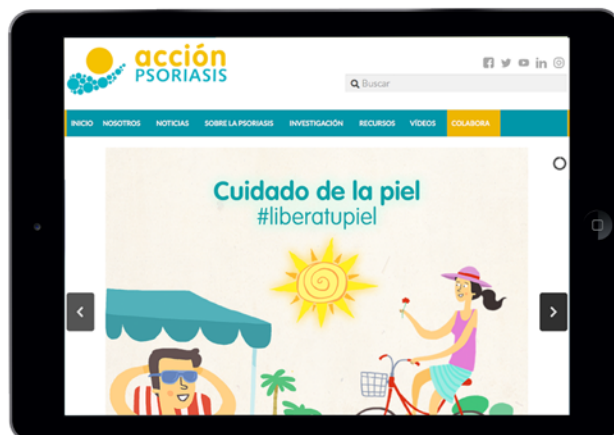 acción
PSORIASIS
Buscar
INICIO NOSOTROS NOTICIAS SOBRE LA PSORIASIS INVESTIGACIÓN RECURSOS VÍDEOS COLABORA
Cuidado de la piel
#liberatupiel